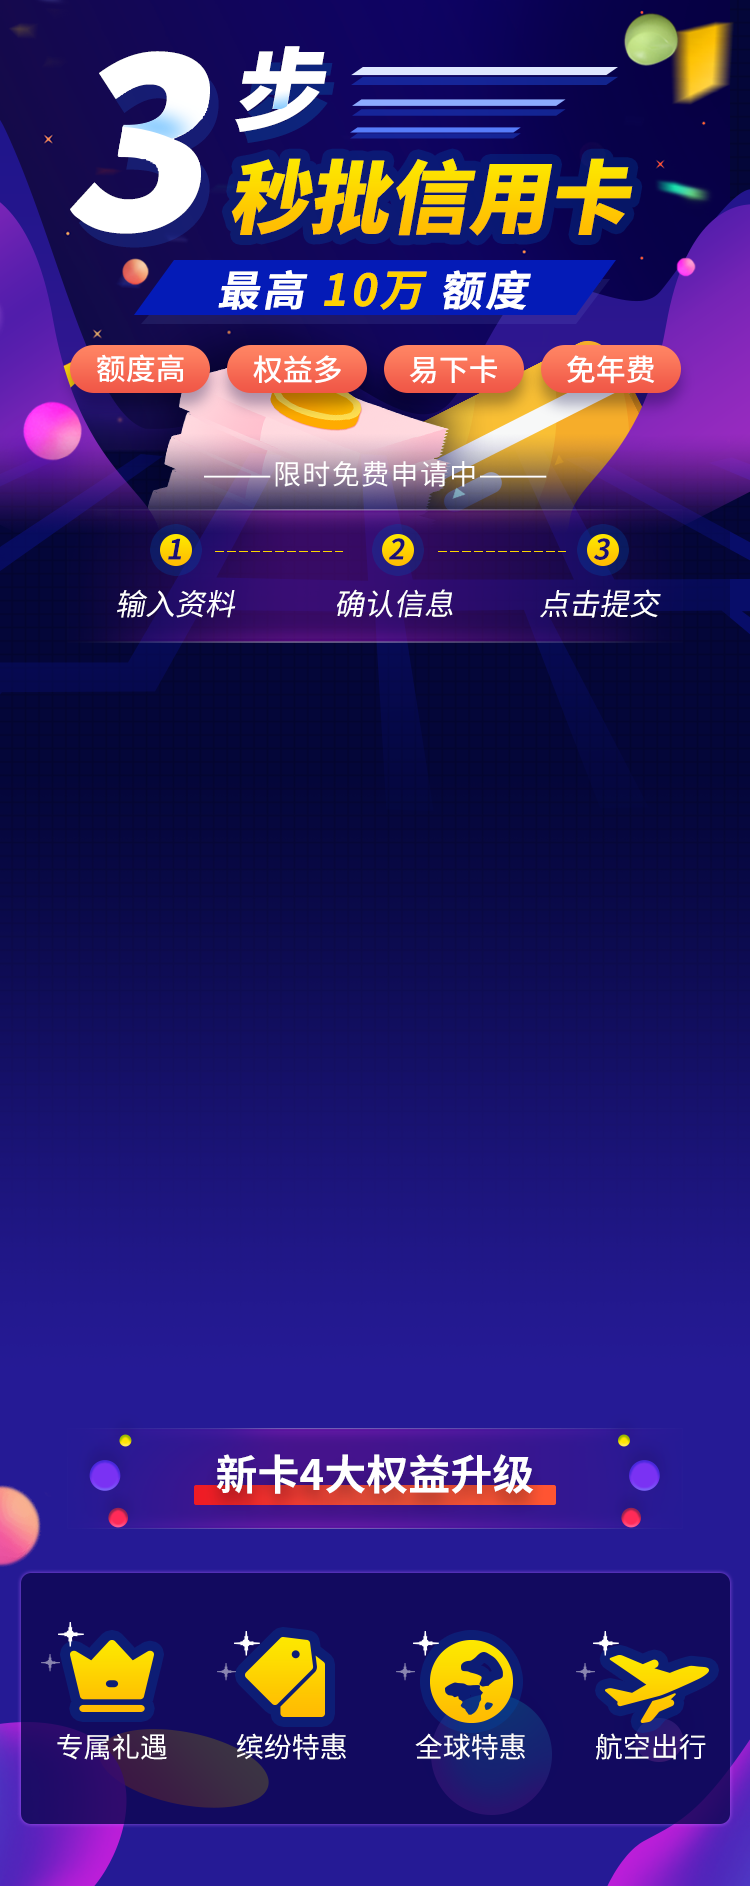 3步
秒批信用卡
最高 10万 额度
额度高 权益多 易下卡 免年费
限时免费申请中
1 2 3
输入资料 确认信息 点击提交
新卡4大权益升级
专属礼遇 缤纷特惠 全球特惠 航空出行